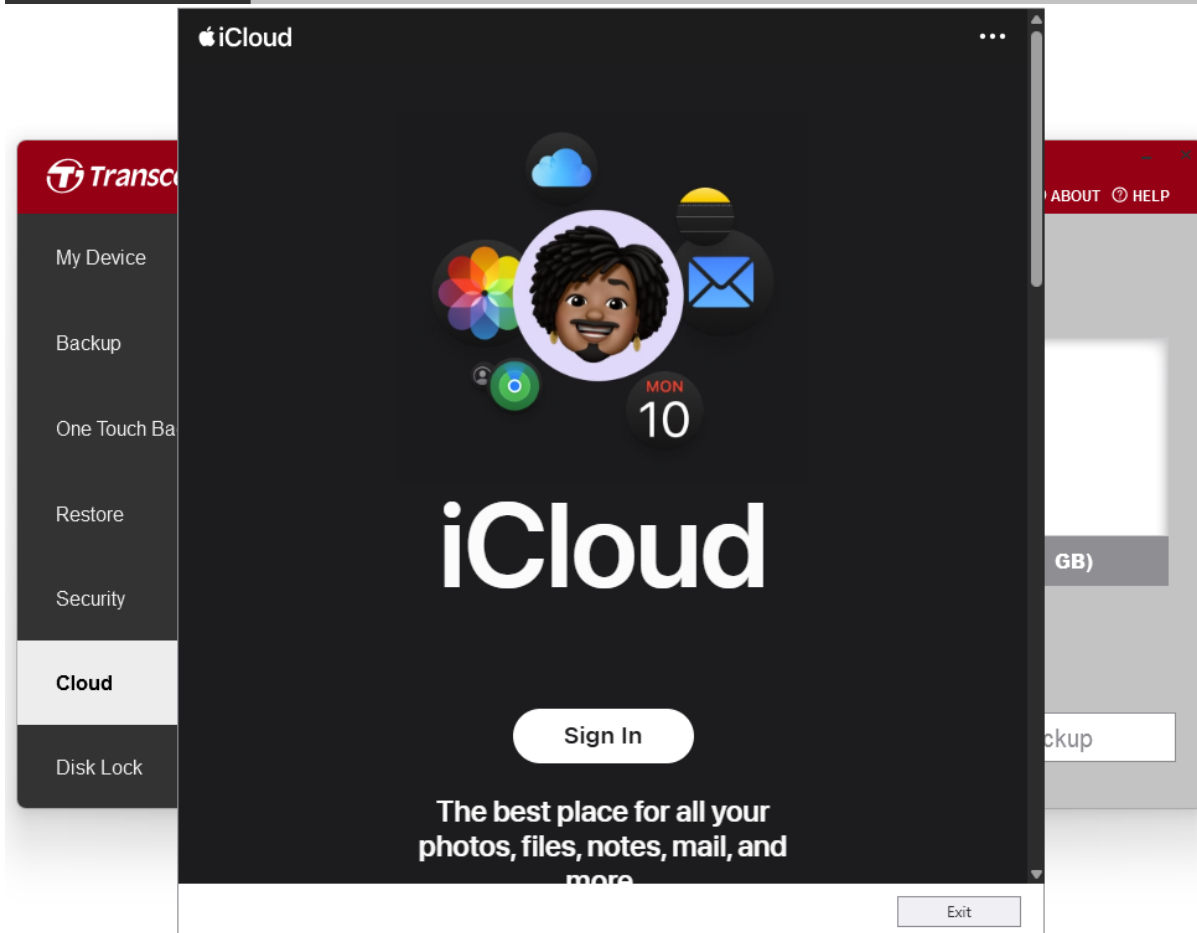 iCloud
Transc
ABOUT
HELP
My Device
Backup
One Touch Ba
Restore
Security
Cloud
Disk Lock
MON
10
iCloud
GB)
Sign In
ckup
The best place for all your
photos, files, notes, mail, and
more
Exit